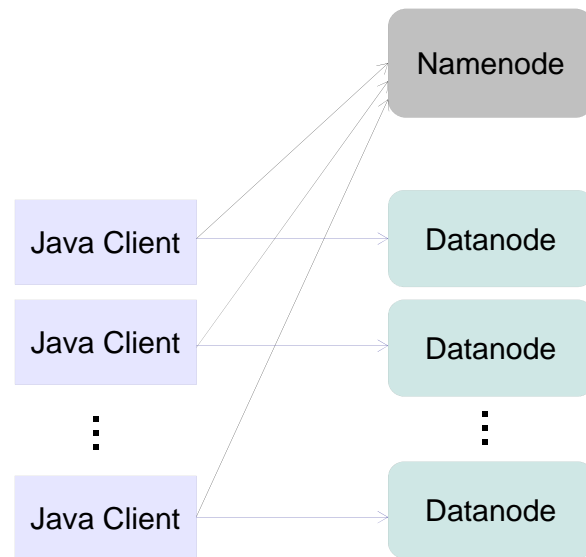 Namenode
Java Client
Datanode
Java Client
Datanode
Java Client
Datanode